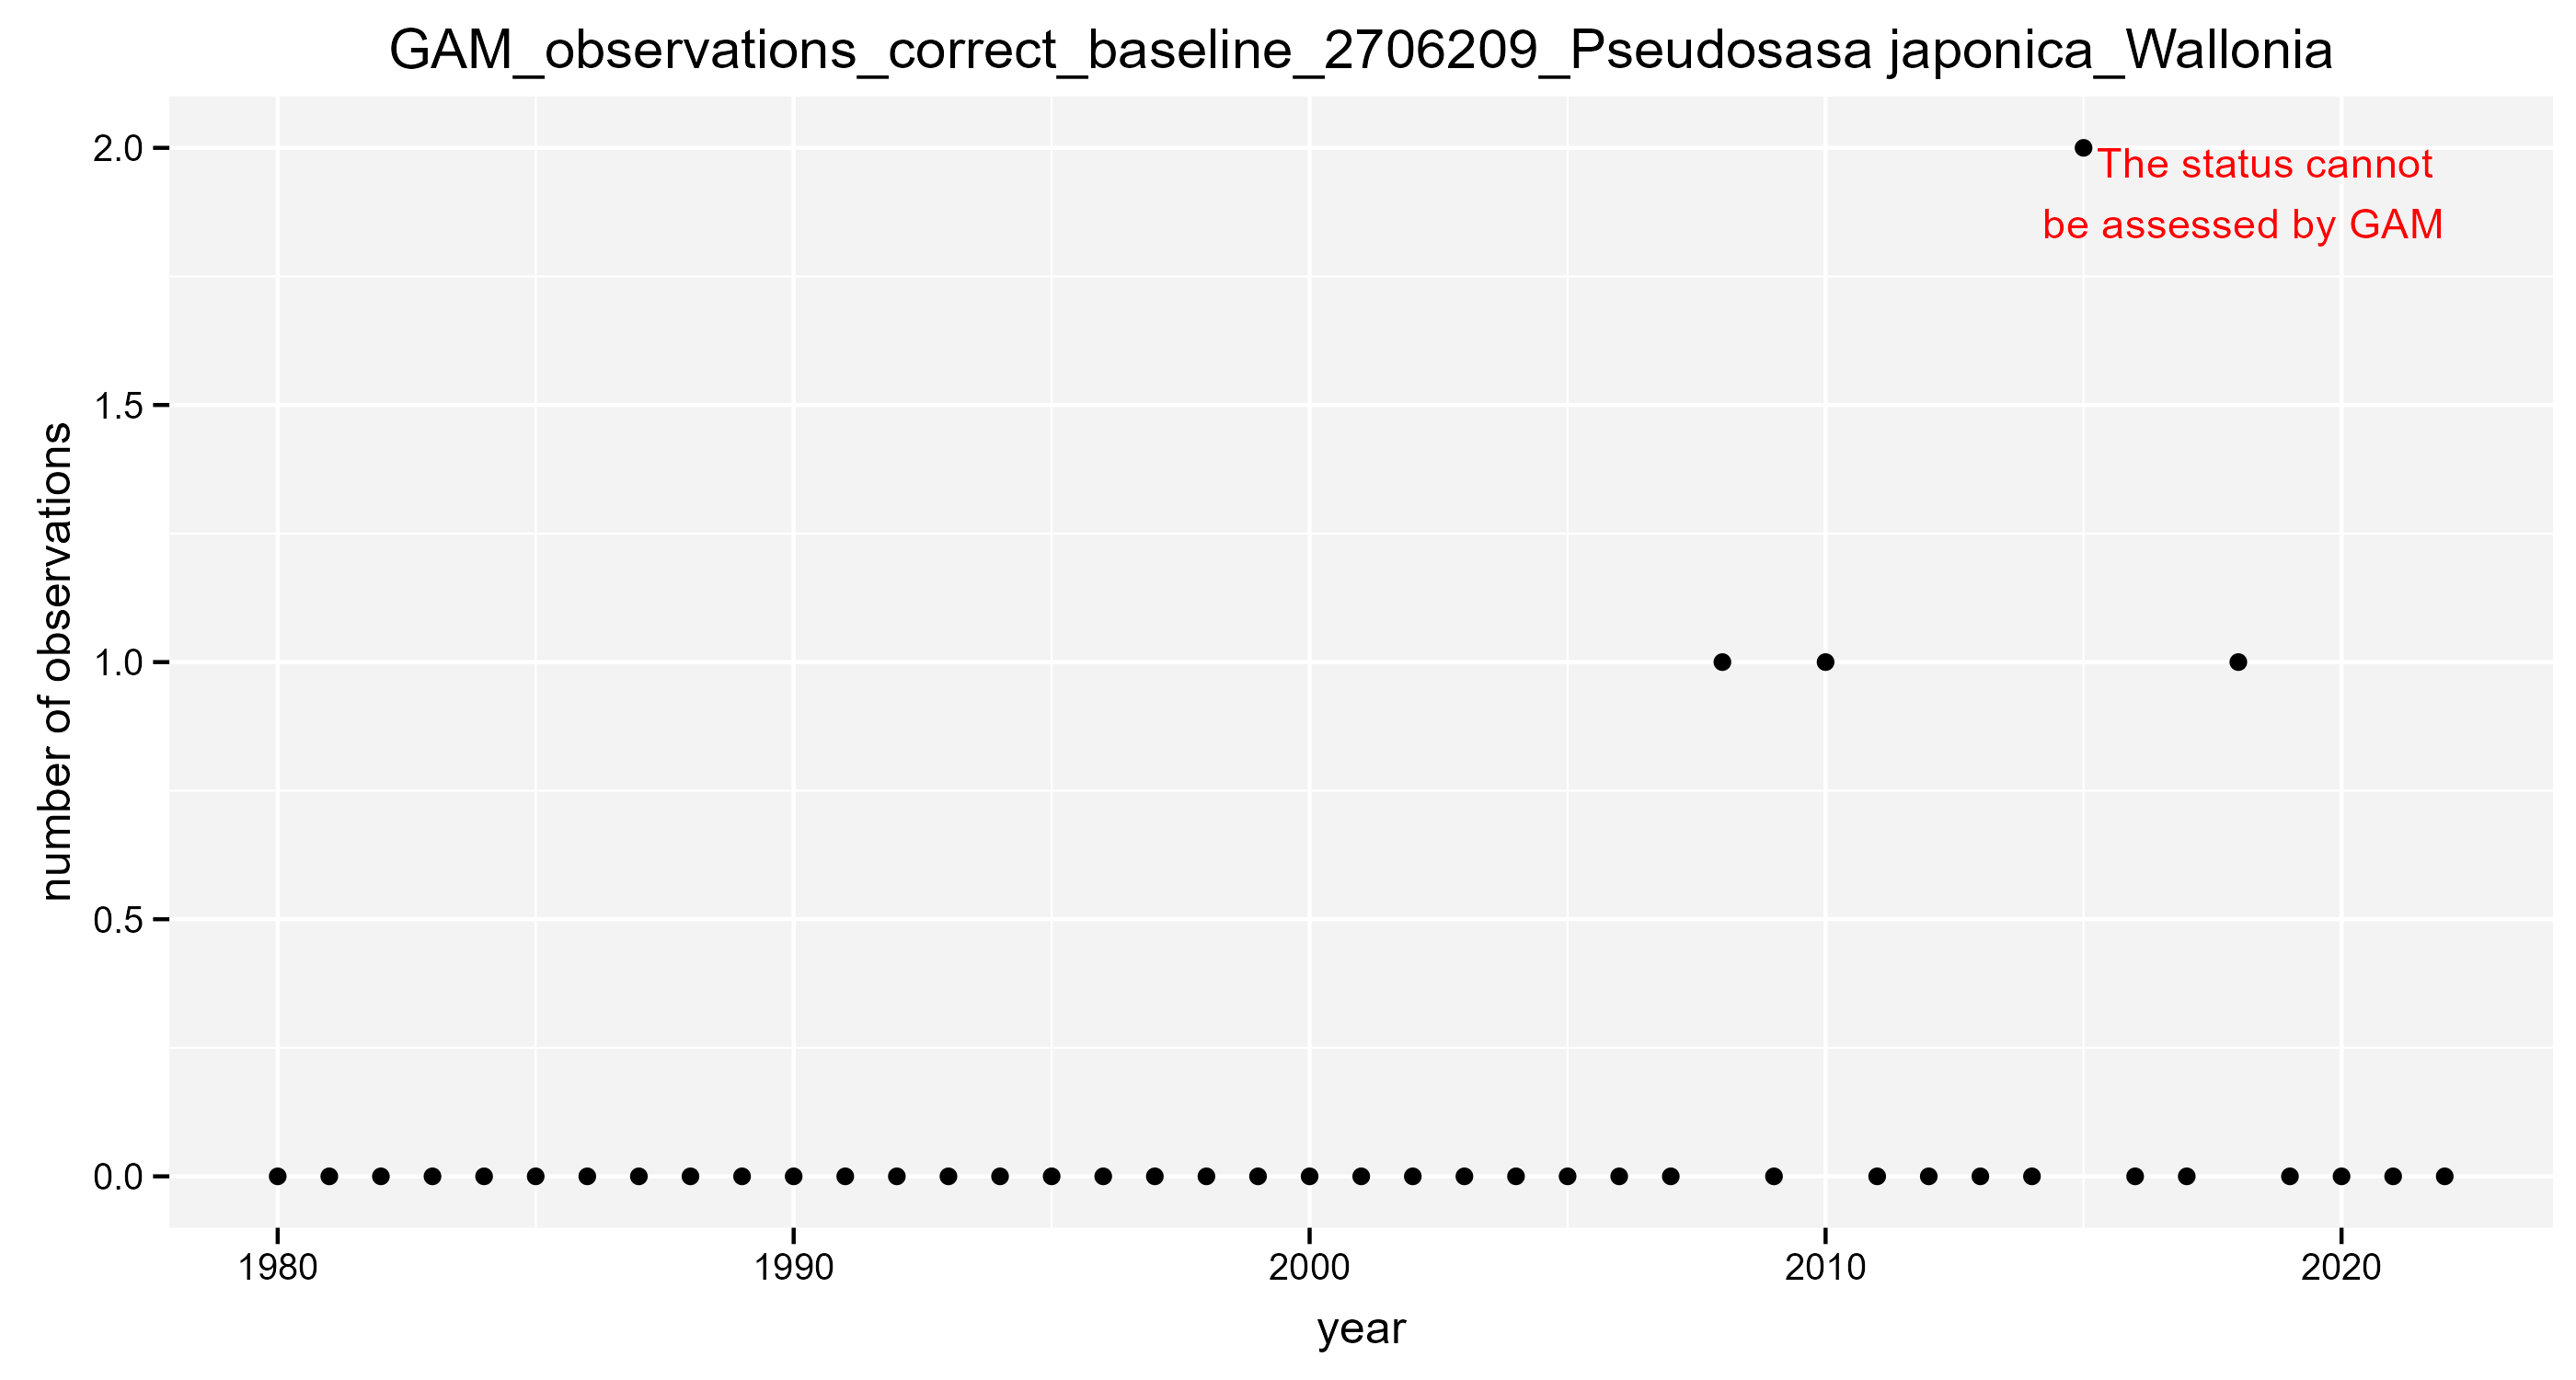 GAM_observations_correct_baseline_2706209_Pseudosasa japonica_Wallonia
2.0
The status cannot
be assessed by GAM
1.5
number of observations
1.0
0.5
0.0
1980 1990 2000 2010 2020
year